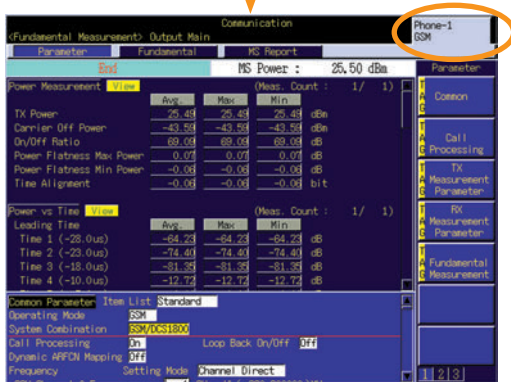 Communication
Phone-1
<Fundamental Measurement> Output Main
GSM
Parameter Fundamental MS Report
End MS Power : 25.50 dBm
Parameter
Power Measurement View (Meas. Count : 1/ 1)
Avg. Max Min
TX Power 25.49 25.49 25.49 dBm
Carrier Off Power -43.59 -43.59 -43.59 dBm
On/Off Ratio 69.09 69.09 69.09 dB
Power Flatness Max Power 0.07 0.07 0.07 dB
Power Flatness Min Power -0.06 -0.06 -0.06 dB
Time Alignment -0.06 -0.06 -0.06 bit
Power vs Time View (Meas. Count : 1/ 1)
Leading Time Avg. Max Min
Time 1 (-28.0us) -64.23 -64.23 -64.23 dB
Time 2 (-23.0us) -74.40 -74.40 -74.40 dB
Time 3 (-18.0us) -81.35 -81.35 -81.35 dB
Time 4 (-10.0us) -12.72 -12.72 -12.72 dB
Common Parameter Item List Standard
Operating Mode GSM
System Combination GSM/DCS1800
Call Processing On Loop Back On/Off Off
Dynamic ARFCN Mapping Off
Frequency Setting Mode Channel Direct
TAG Common
TAG Call
Processing
TAG TX
Measurement
Parameter
TAG RX
Measurement
Parameter
TAG Fundamental
Measurement
1 2 3